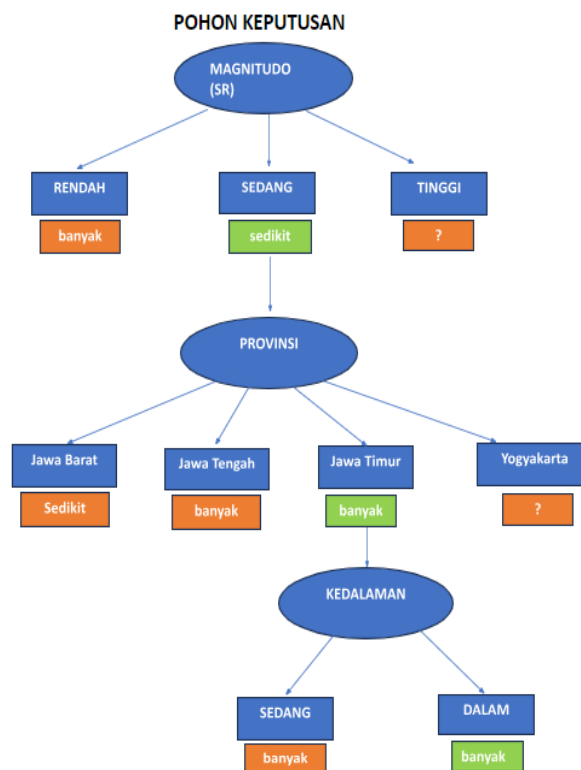 POHON KEPUTUSAN
MAGNITUDO
(SR)
RENDAH
SEDANG
TINGGI
banyak
sedikit
?
PROVINSI
Jawa Barat
Jawa Tengah
Jawa Timur
Yogyakarta
Sedikit
banyak
banyak
?
KEDALAMAN
SEDANG
DALAM
banyak
banyak